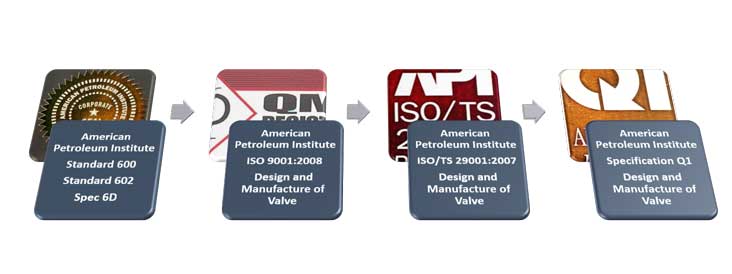 AMERICAN PETROLEUM INSTITUTE
CORPORATE
American
Petroleum Institute
Standard 600
Standard 602
Spec 6D
QM
American
Petroleum Institute
ISO 9001:2008
Design and
Manufacture of
Valve
API
ISO/TS
American
Petroleum Institute
ISO/TS 29001:2007
Design and
Manufacture of
Valve
Q1
American
Petroleum Institute
Specification Q1
Design and
Manufacture of
Valve